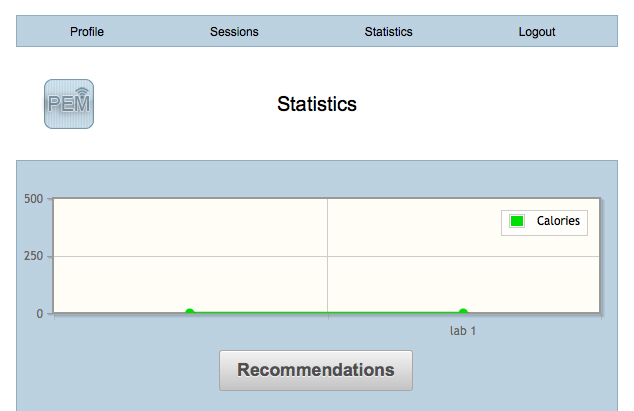 Profile Sessions Statistics Logout
PEM
Statistics
500
Calories
250
0
lab 1
Recommendations